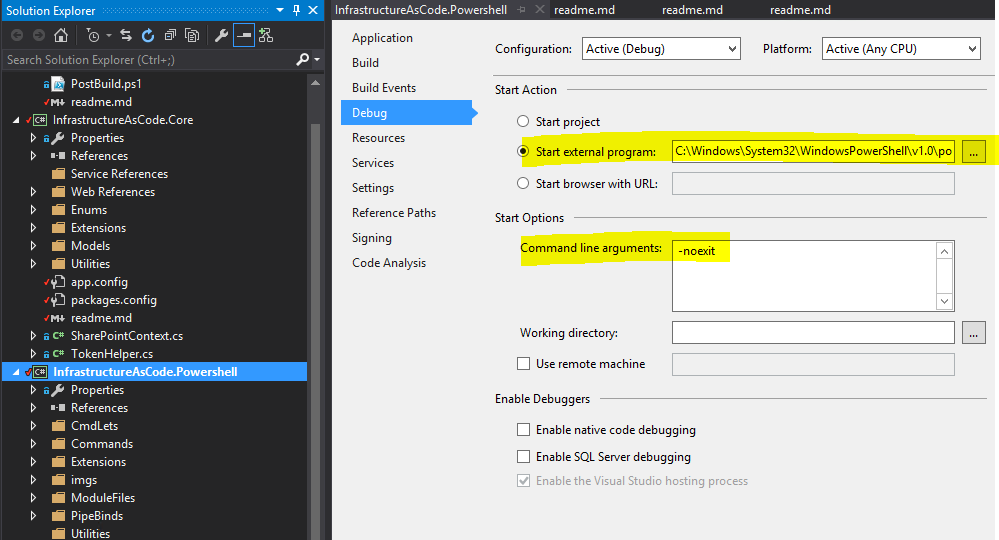 Solution Explorer
Search Solution Explorer (Ctrl+;)
PostBuild.ps1
readme.md
InfrastructureAsCode.Core
Properties
References
Service References
Web References
Enums
Extensions
Models
Utilities
app.config
packages.config
readme.md
SharePointContext.cs
TokenHelper.cs
InfrastructureAsCode.Powershell
Properties
References
CmdLets
Commands
Extensions
imgs
ModuleFiles
PipeBinds
Utilities
InfrastructureAsCode.Powershell
readme.md
readme.md
readme.md
Application
Build
Build Events
Debug
Resources
Services
Settings
Reference Paths
Signing
Code Analysis
Configuration: Active (Debug) Platform: Active (Any CPU)
Start Action
Start project
Start external program: C:\Windows\System32\WindowsPowerShell\v1.0\po ...
Start browser with URL:
Start Options
Command line arguments: -noexit
Working directory: ...
Use remote machine
Enable Debuggers
Enable native code debugging
Enable SQL Server debugging
Enable the Visual Studio hosting process